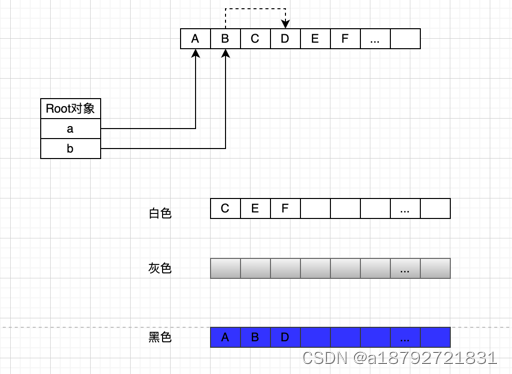 A B C D E F ...
Root对象
a
b
白色 C E F ...
灰色 ...
黑色 A B D ...
CSDN @a18792721831